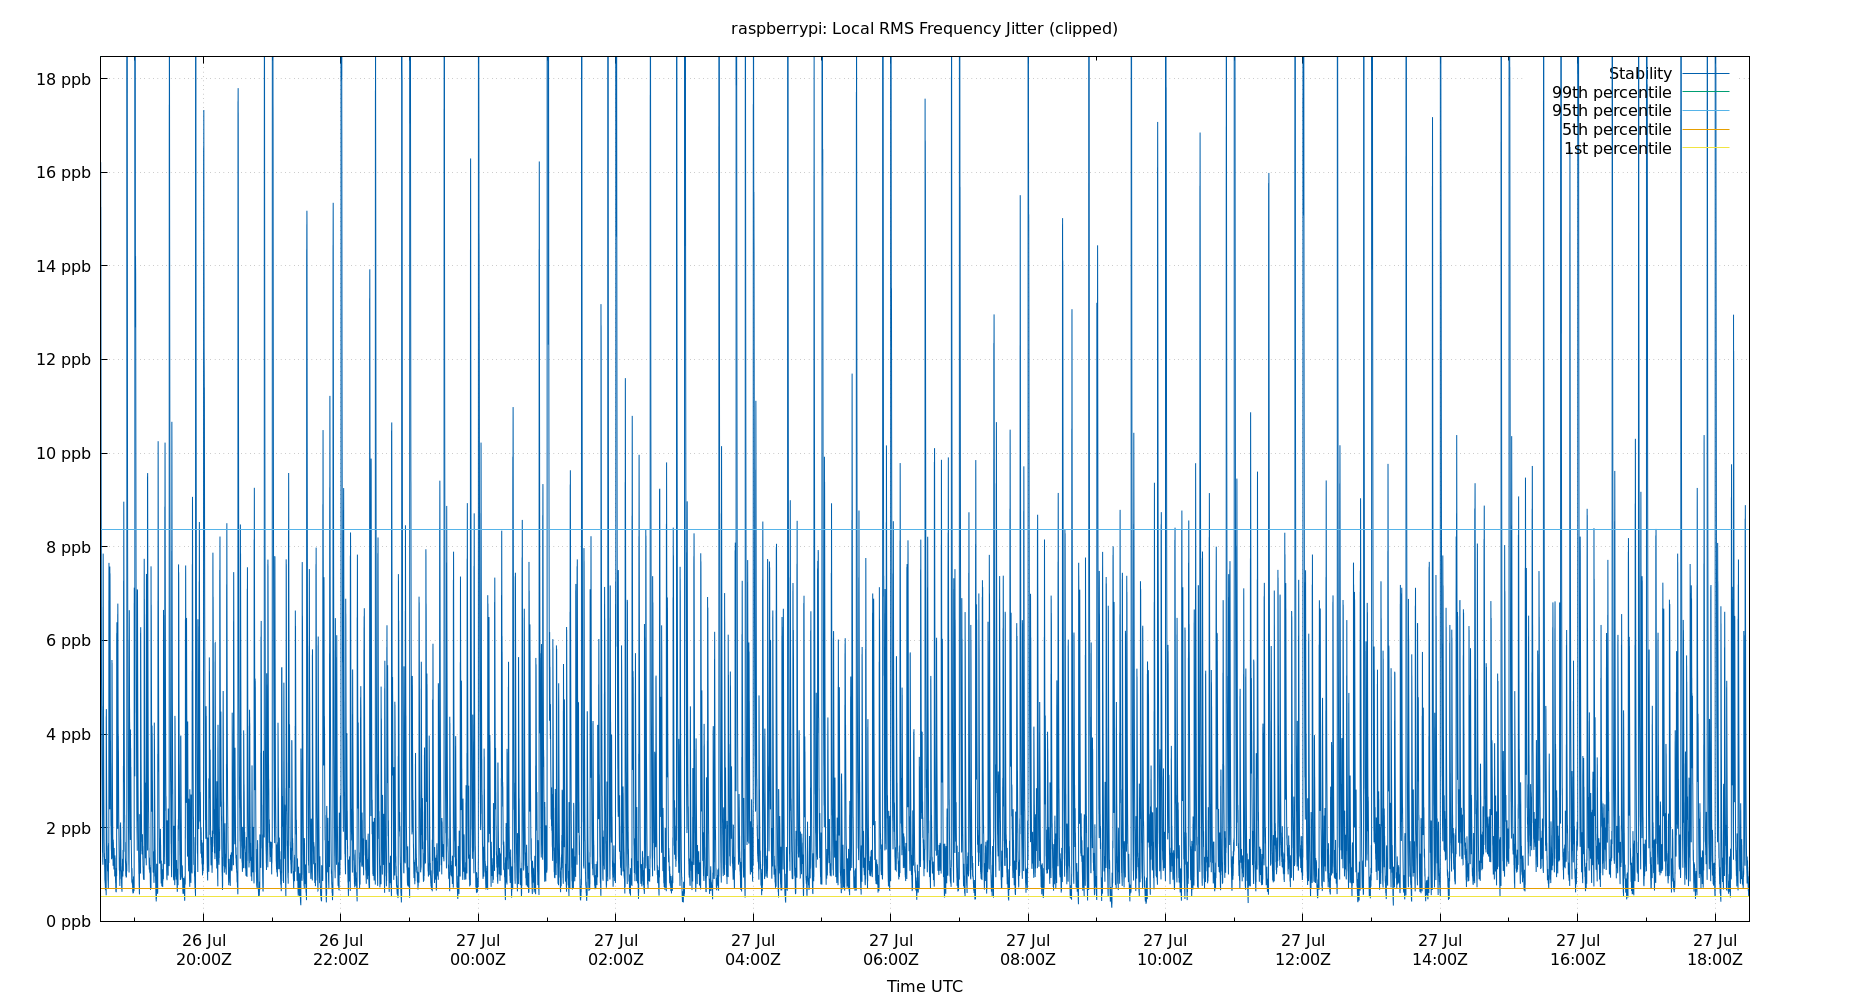 raspberrypi: Local RMS Frequency Jitter (clipped)
18 ppb
16 ppb
14 ppb
12 ppb
10 ppb
8 ppb
6 ppb
4 ppb
2 ppb
0 ppb
Stability
99th percentile
95th percentile
5th percentile
1st percentile
26 Jul 26 Jul 27 Jul 27 Jul 27 Jul 27 Jul 27 Jul 27 Jul 27 Jul 27 Jul 27 Jul 27 Jul
20:00Z 22:00Z 00:00Z 02:00Z 04:00Z 06:00Z 08:00Z 10:00Z 12:00Z 14:00Z 16:00Z 18:00Z
Time UTC